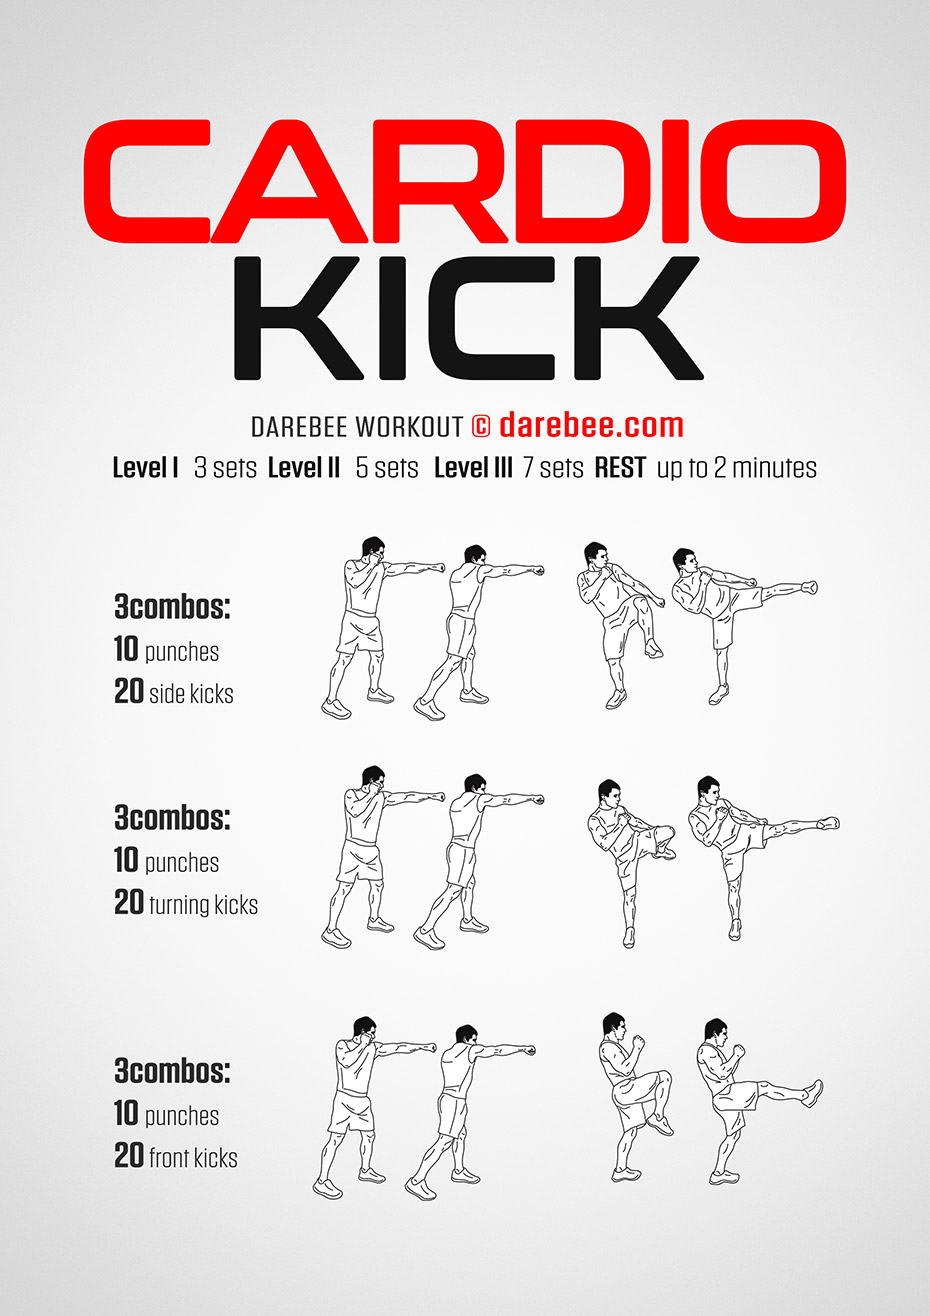 CARDIO
KICK
DAREBEE WORKOUT © darebee.com
Level I 3 sets Level II 5 sets Level III 7 sets REST up to 2 minutes
3combos:
10 punches
20 side kicks
3combos:
10 punches
20 turning kicks
3combos:
10 punches
20 front kicks